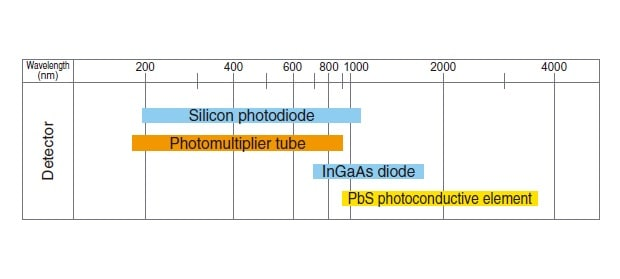 Wavelength
(nm)
200 400 600 800 1000 2000 4000
Detector
Silicon photodiode
Photomultiplier tube
InGaAs diode
PbS photoconductive element